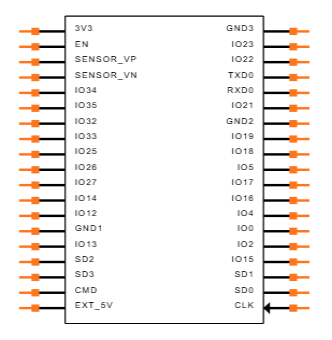 3V3 GND3
EN IO23
SENSOR_VP IO22
SENSOR_VN TXD0
IO34 RXD0
IO35 IO21
IO32 GND2
IO33 IO19
IO25 IO18
IO26 IO5
IO27 IO17
IO14 IO16
IO12 IO4
GND1 IO0
IO13 IO2
SD2 IO15
SD3 SD1
CMD SD0
EXT_5V CLK